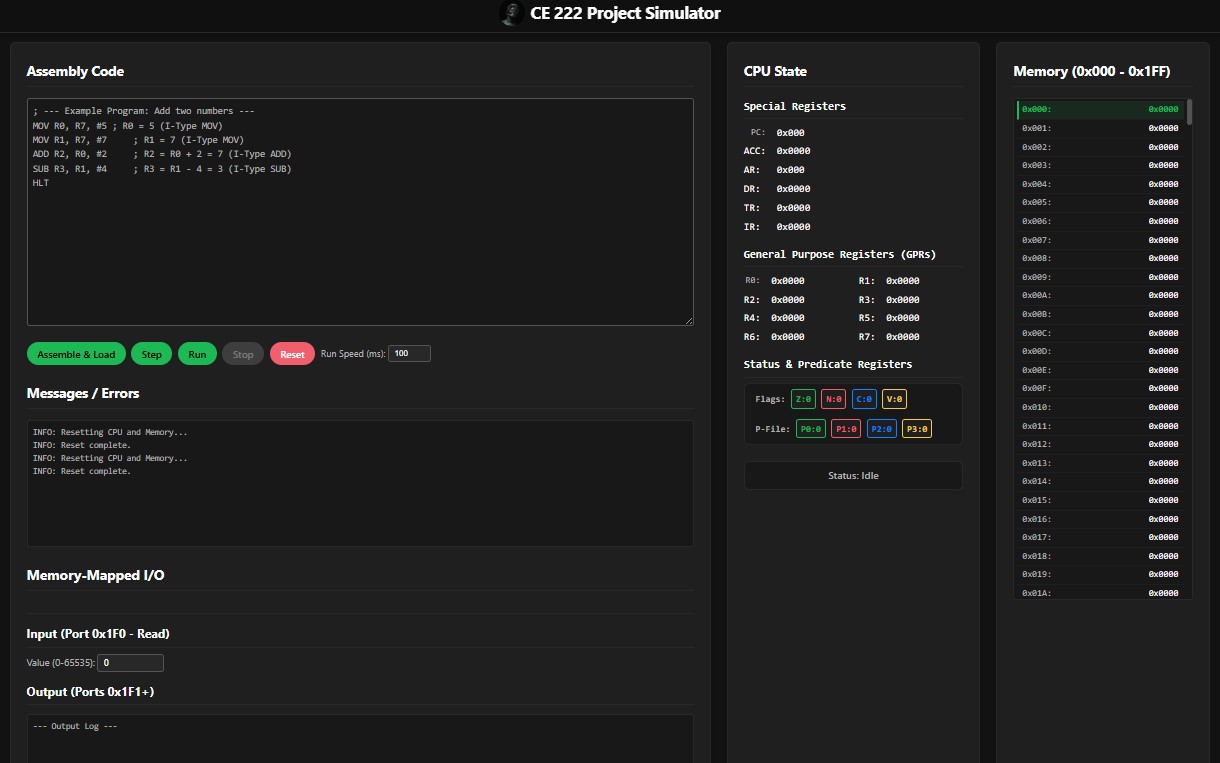 CE 222 Project Simulator
Assembly Code
; --- Example Program: Add two numbers ---
MOV R0, R7, #5 ; R0 = 5 (I-Type MOV)
MOV R1, R7, #7     ; R1 = 7 (I-Type MOV)
ADD R2, R0, #2     ; R2 = R0 + 2 = 7 (I-Type ADD)
SUB R3, R1, #4     ; R3 = R1 - 4 = 3 (I-Type SUB)
HLT
Assemble & Load Step Run Stop Reset Run Speed (ms): 100
Messages / Errors
INFO: Resetting CPU and Memory...
INFO: Reset complete.
INFO: Resetting CPU and Memory...
INFO: Reset complete.
Memory-Mapped I/O
Input (Port 0x1F0 - Read)
Value (0-65535): 0
Output (Ports 0x1F1+)
--- Output Log ---
CPU State
Special Registers
PC: 0x000
ACC: 0x0000
AR: 0x000
DR: 0x0000
TR: 0x0000
IR: 0x0000
General Purpose Registers (GPRs)
R0: 0x0000 R1: 0x0000
R2: 0x0000 R3: 0x0000
R4: 0x0000 R5: 0x0000
R6: 0x0000 R7: 0x0000
Status & Predicate Registers
Flags: Z:0 N:0 C:0 V:0
P-File: P0:0 P1:0 P2:0 P3:0
Status: Idle
Memory (0x000 - 0x1FF)
0x000: 0x0000
0x001: 0x0000
0x002: 0x0000
0x003: 0x0000
0x004: 0x0000
0x005: 0x0000
0x006: 0x0000
0x007: 0x0000
0x008: 0x0000
0x009: 0x0000
0x00A: 0x0000
0x00B: 0x0000
0x00C: 0x0000
0x00D: 0x0000
0x00E: 0x0000
0x00F: 0x0000
0x010: 0x0000
0x011: 0x0000
0x012: 0x0000
0x013: 0x0000
0x014: 0x0000
0x015: 0x0000
0x016: 0x0000
0x017: 0x0000
0x018: 0x0000
0x019: 0x0000
0x01A: 0x0000